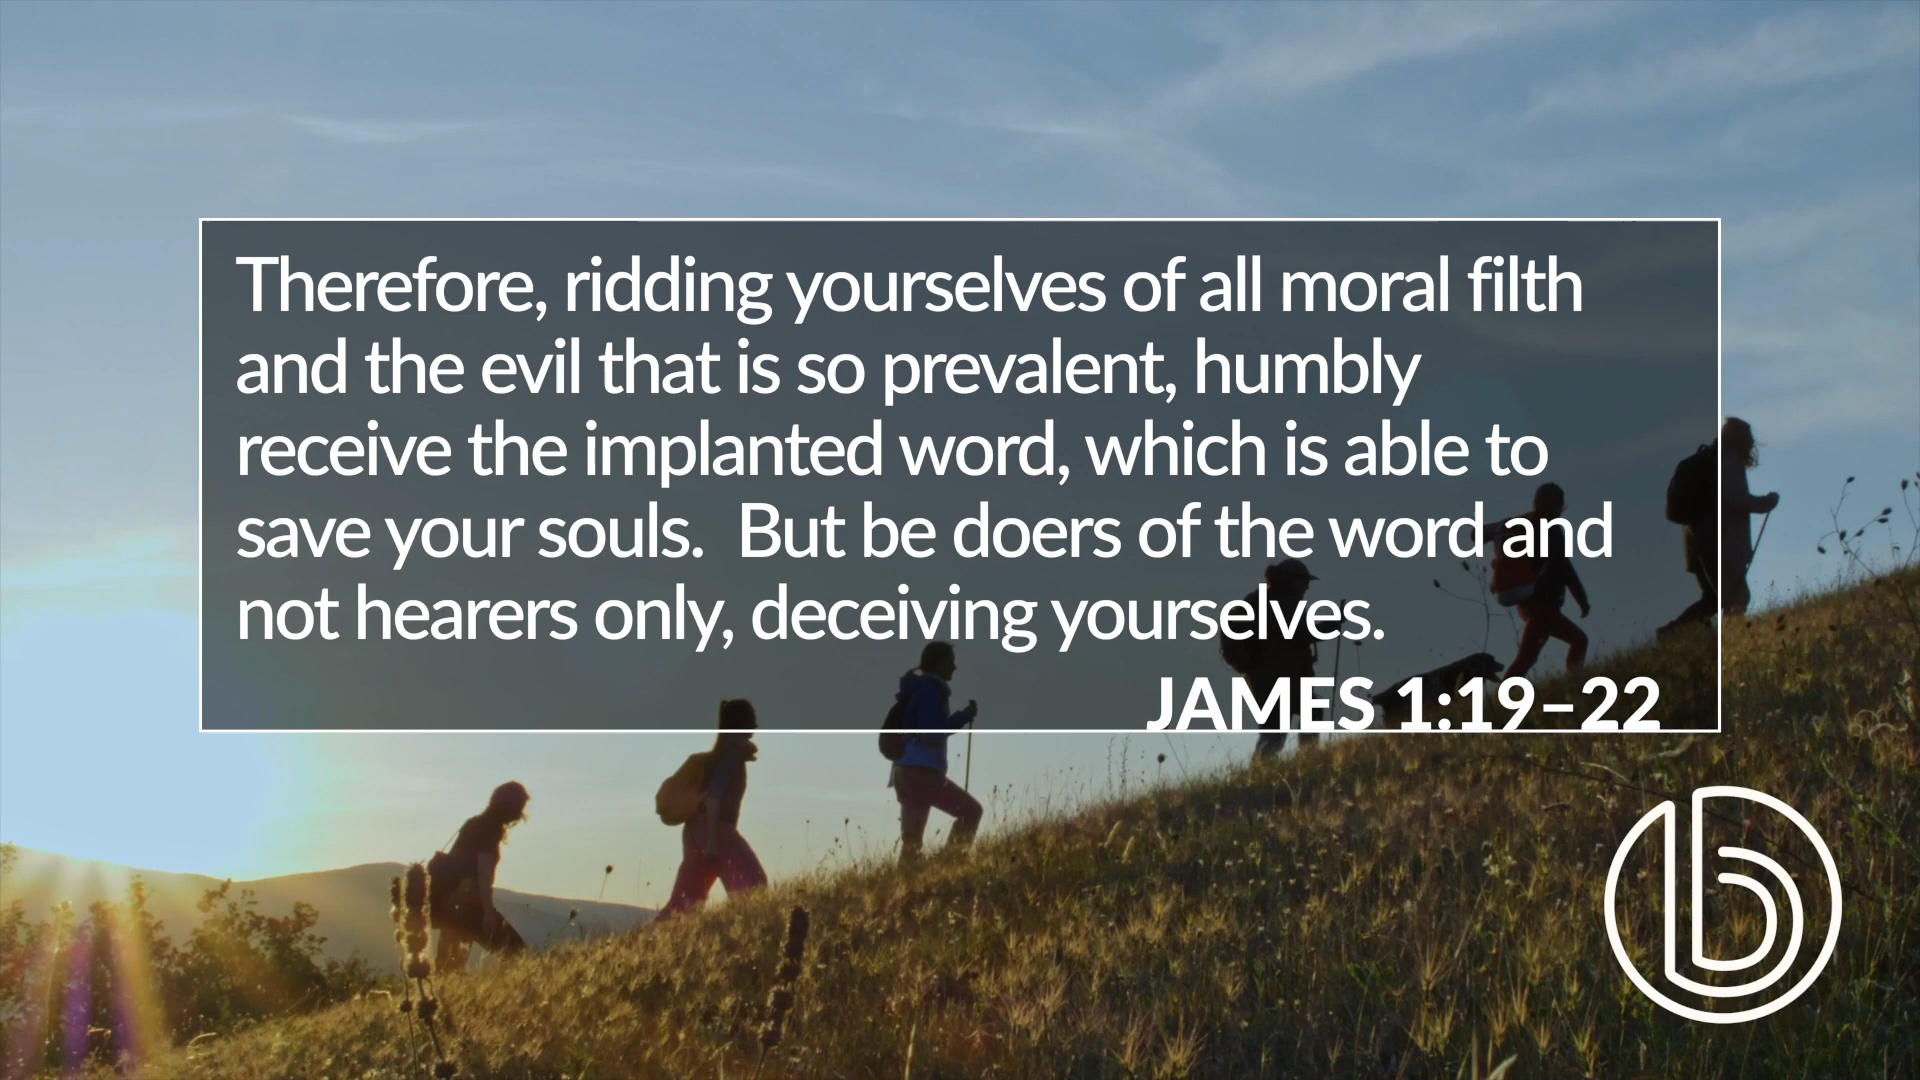 Therefore, ridding yourselves of all moral filth
and the evil that is so prevalent, humbly
receive the implanted word, which is able to
save your souls.  But be doers of the word and
not hearers only, deceiving yourselves.
JAMES 1:19–22